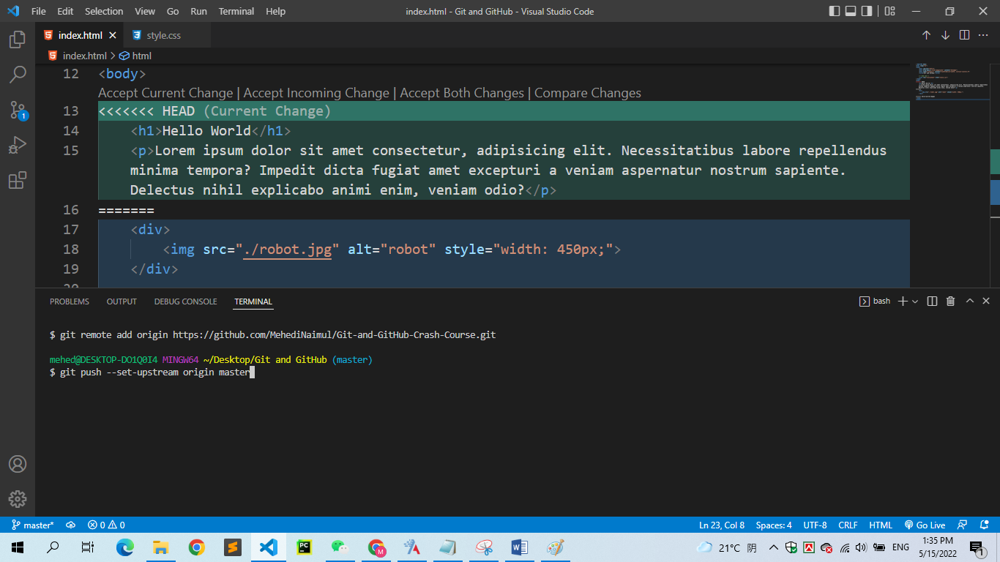 File Edit Selection View Go Run Terminal Help index.html - Git and GitHub - Visual Studio Code
index.html style.css
index.html > html
12 <body>
Accept Current Change | Accept Incoming Change | Accept Both Changes | Compare Changes
13 <<<<<<< HEAD (Current Change)
14 <h1>Hello World</h1>
15 <p>Lorem ipsum dolor sit amet consectetur, adipisicing elit. Necessitatibus labore repellendus
minima tempora? Impedit dicta fugiat amet excepturi a veniam aspernatur nostrum sapiente.
Delectus nihil explicabo animi enim, veniam odio?</p>
16 =======
17 <div>
18 <img src="./robot.jpg" alt="robot" style="width: 450px;">
19 </div>
1
PROBLEMS OUTPUT DEBUG CONSOLE TERMINAL bash
$ git remote add origin https://github.com/MehediNaimul/Git-and-GitHub-Crash-Course.git
mehed@DESKTOP-DO1Q0I4 MINGW64 ~/Desktop/Git and GitHub (master)
$ git push --set-upstream origin master
master* 0 0 Ln 23, Col 8 Spaces: 4 UTF-8 CRLF HTML Go Live
PC M W 21°C 阴 ENG 1:35 PM
5/15/2022 1